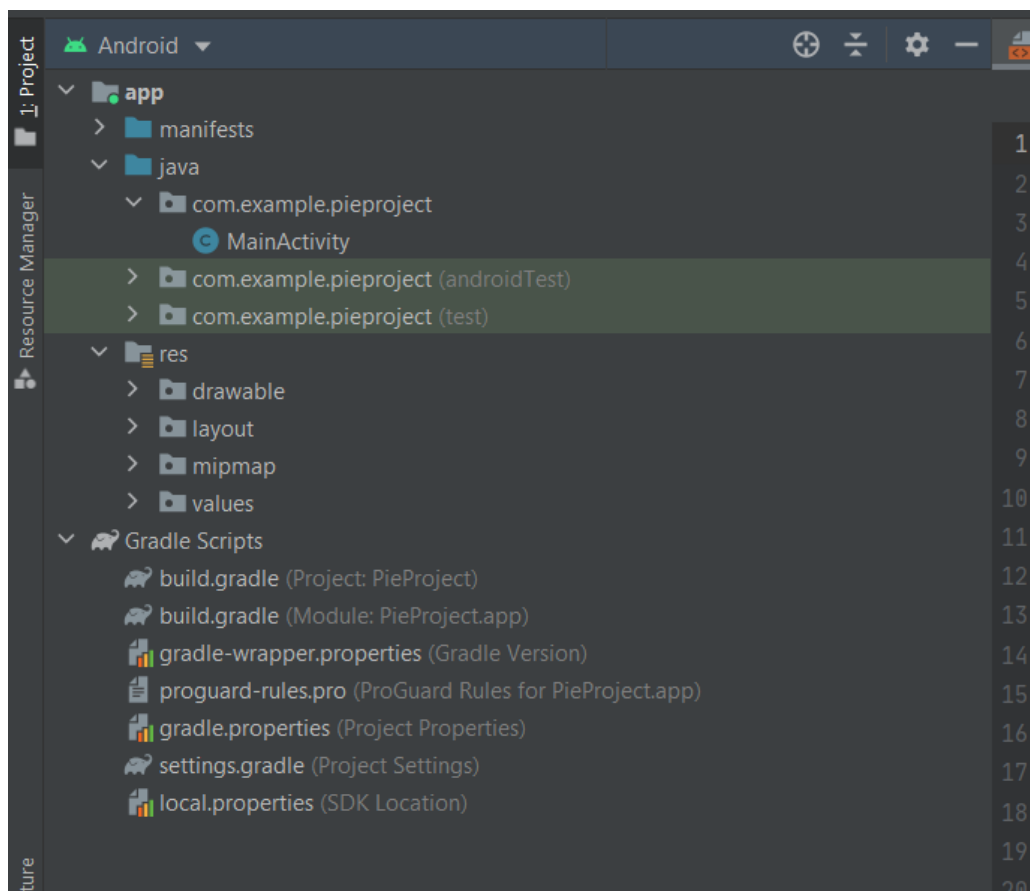 1: Project
Resource Manager
ture
Android
app
manifests
java
com.example.pieproject
MainActivity
com.example.pieproject (androidTest)
com.example.pieproject (test)
res
drawable
layout
mipmap
values
Gradle Scripts
build.gradle (Project: PieProject)
build.gradle (Module: PieProject.app)
gradle-wrapper.properties (Gradle Version)
proguard-rules.pro (ProGuard Rules for PieProject.app)
gradle.properties (Project Properties)
settings.gradle (Project Settings)
local.properties (SDK Location)
1
2
3
4
5
6
7
8
9
10
11
12
13
14
15
16
17
18
19
20